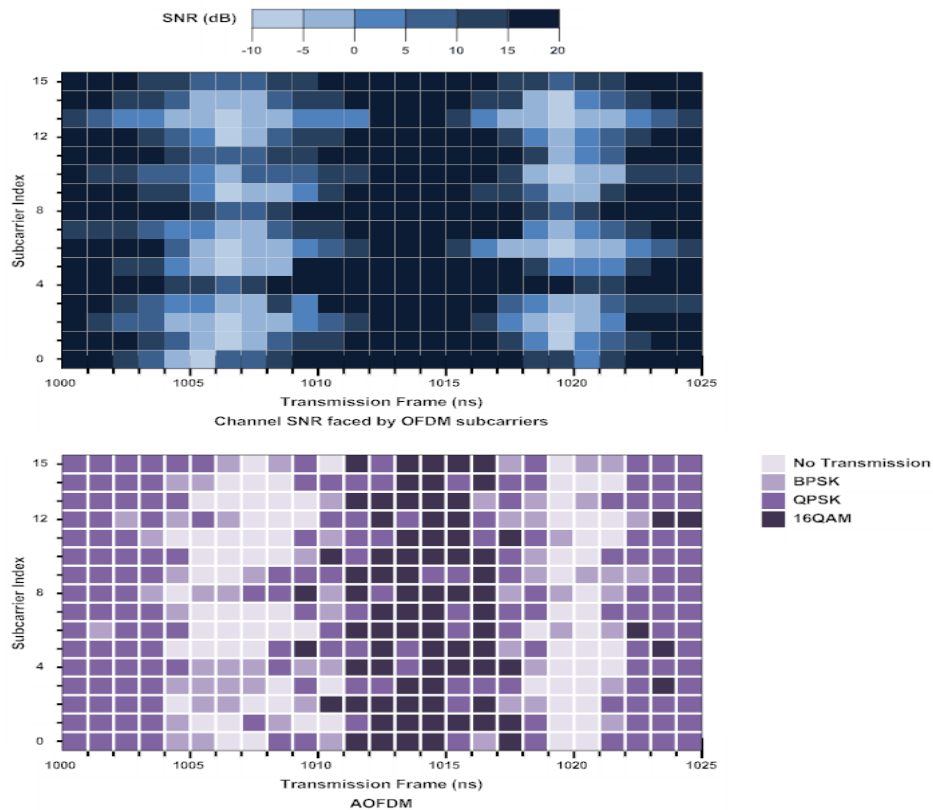 SNR (dB)
-10 -5 0 5 10 15 20
15
12
8
4
0
Subcarrier Index
1000 1005 1010 1015 1020 1025
Transmission Frame (ns)
Channel SNR faced by OFDM subcarriers
15
12
8
4
0
Subcarrier Index
1000 1005 1010 1015 1020 1025
Transmission Frame (ns)
AOFDM
No Transmission
BPSK
QPSK
16QAM